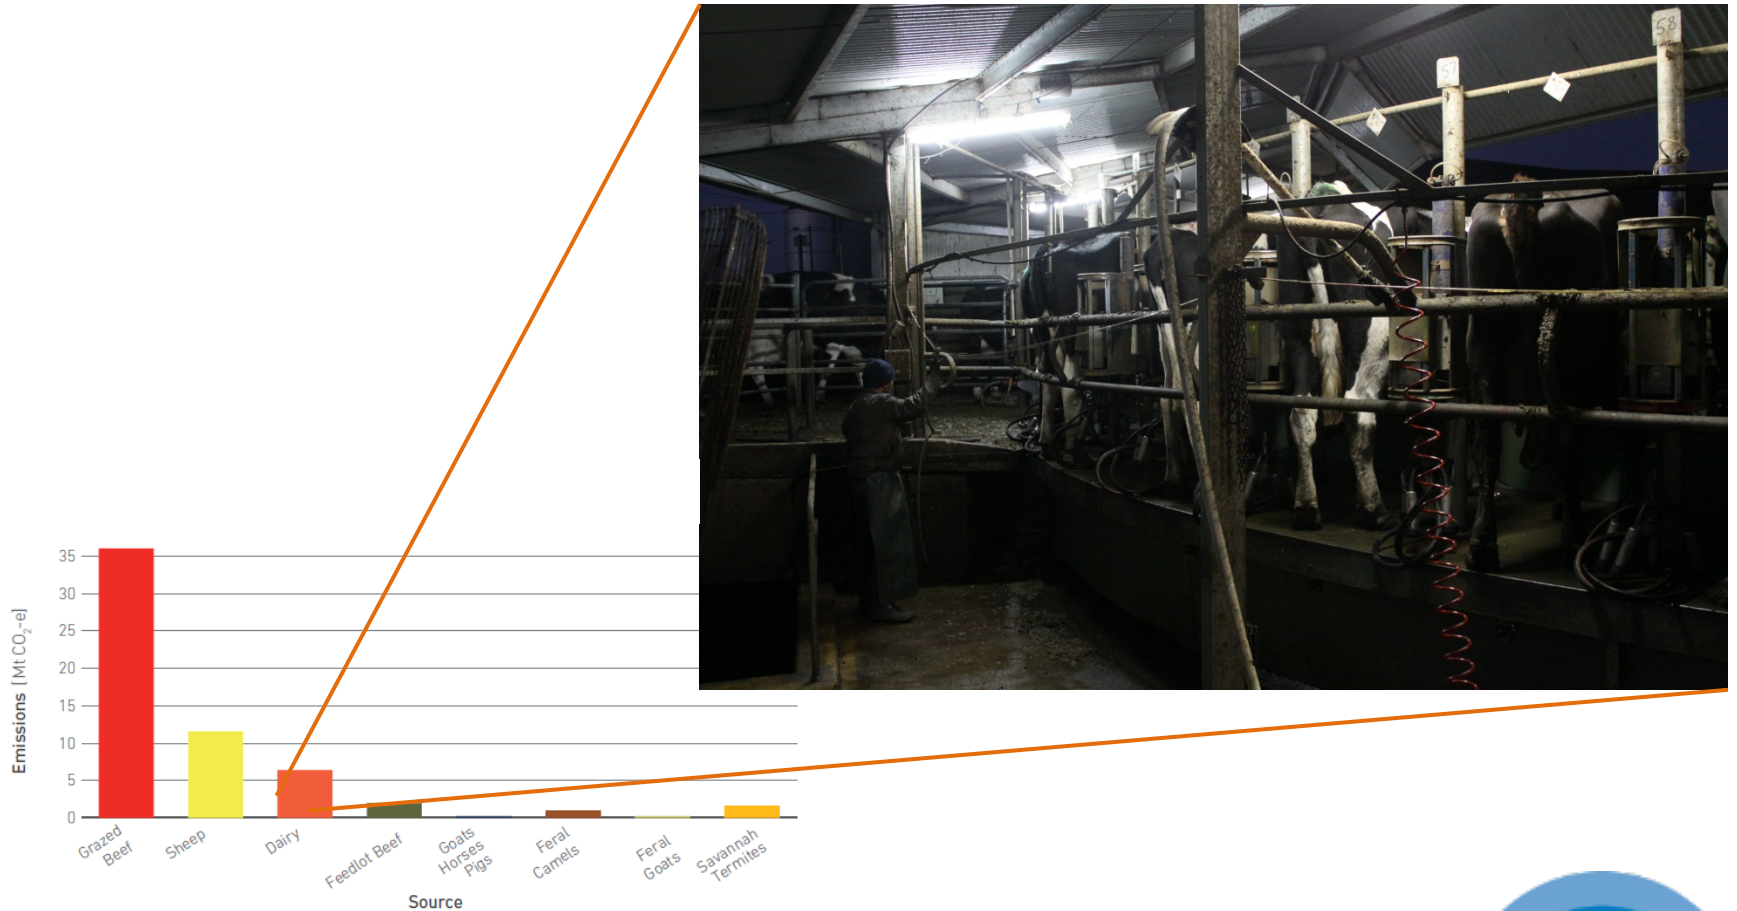 58
57
35
30
25
20
15
10
5
0
Emissions [Mt CO₂-e]
Grazed
Beef
Sheep
Dairy
Feedlot Beef
Goats
Horses
Pigs
Feral
Camels
Feral
Goats
Savannah
Termites
Source